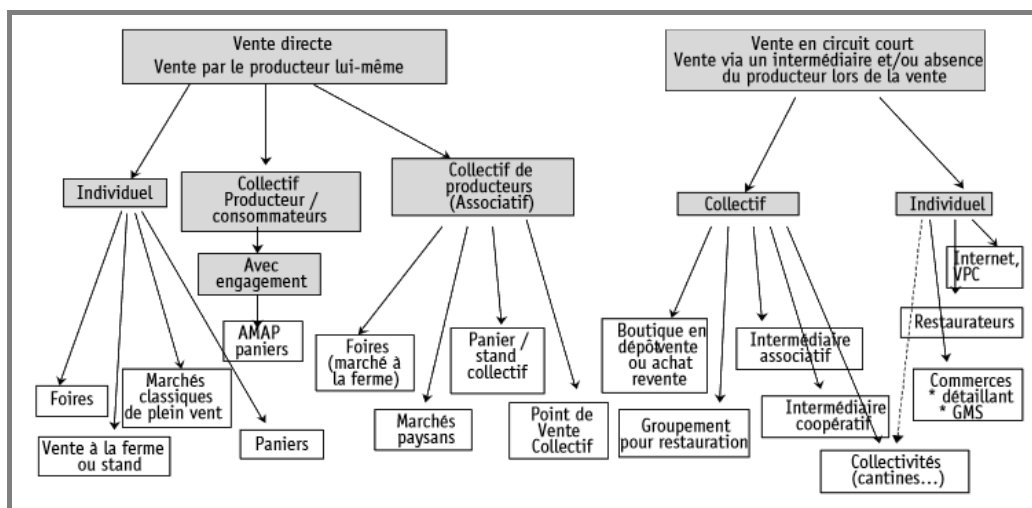 Vente directe
Vente par le producteur lui-même
Vente en circuit court
Vente via un intermédiaire et/ou absence
du producteur lors de la vente
Individuel
Collectif
Producteur /
consommateurs
Collectif de
producteurs
(Associatif)
Collectif
Individuel
Avec
engagement
AMAP
paniers
Internet,
VPC
Restaurateurs
Foires
Vente à la ferme
ou stand
Marchés
classiques
de plein vent
Paniers
Foires
(marché à
la ferme)
Marchés
paysans
Panier /
stand
collectif
Point de
Vente
Collectif
Boutique en
dépôt vente
ou achat
revente
Groupement
pour restauration
Intermédiaire
associatif
Intermédiaire
coopératif
Commerces
* détaillant
* GMS
Collectivités
(cantines...)